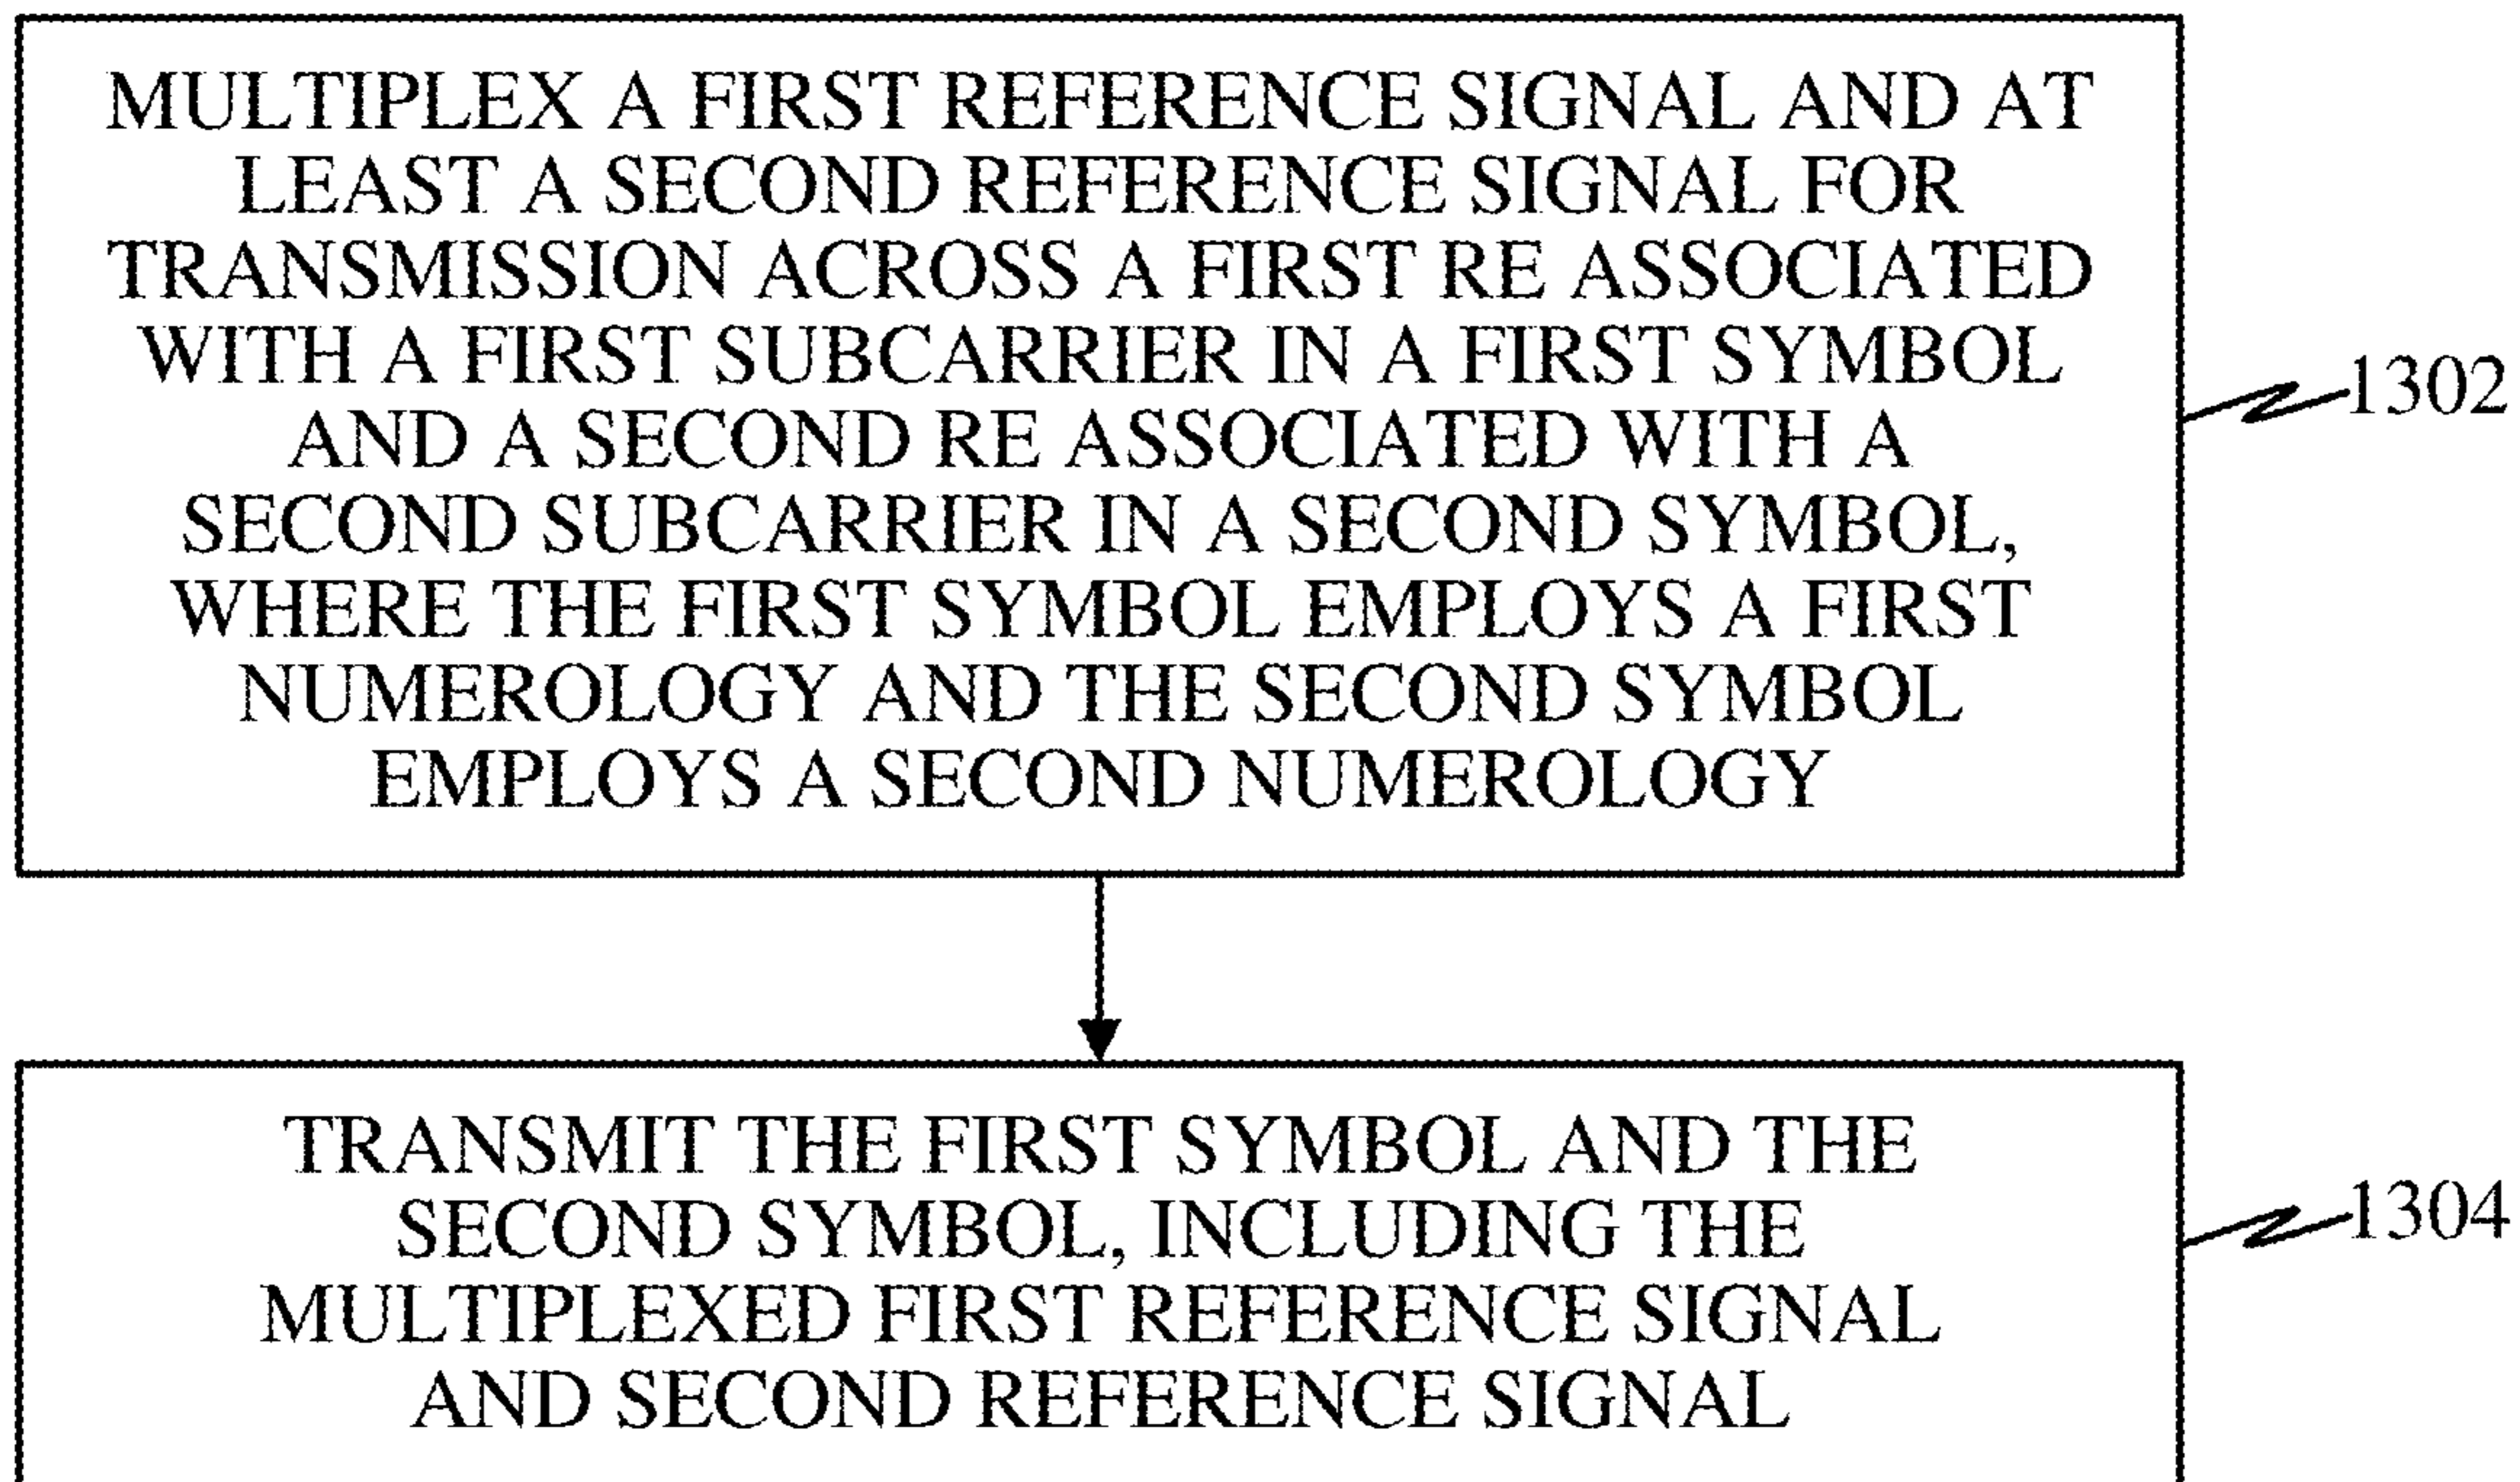 MULTIPLEX A FIRST REFERENCE SIGNAL AND AT
LEAST A SECOND REFERENCE SIGNAL FOR
TRANSMISSION ACROSS A FIRST RE ASSOCIATED
WITH A FIRST SUBCARRIER IN A FIRST SYMBOL
AND A SECOND RE ASSOCIATED WITH A
SECOND SUBCARRIER IN A SECOND SYMBOL,
WHERE THE FIRST SYMBOL EMPLOYS A FIRST
NUMEROLOGY AND THE SECOND SYMBOL
EMPLOYS A SECOND NUMEROLOGY
1302
TRANSMIT THE FIRST SYMBOL AND THE
SECOND SYMBOL, INCLUDING THE
MULTIPLEXED FIRST REFERENCE SIGNAL
AND SECOND REFERENCE SIGNAL
1304